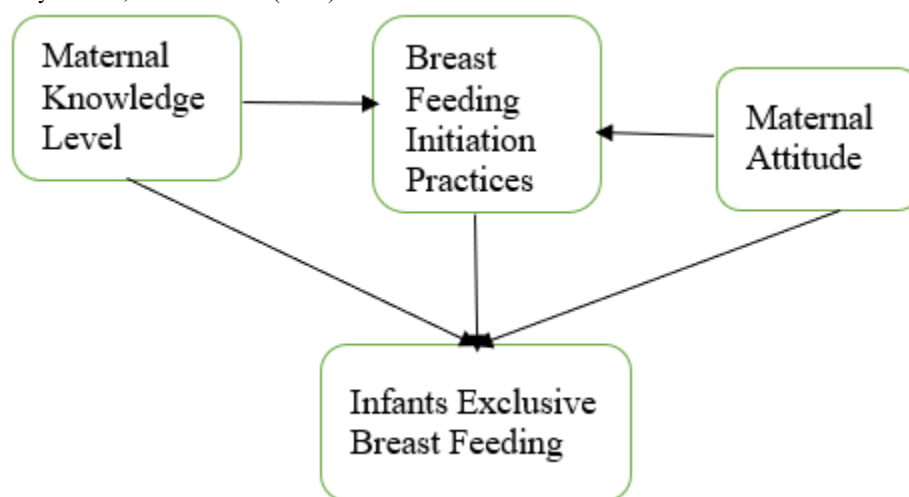 Maternal
Knowledge
Level
Breast
Feeding
Initiation
Practices
Maternal
Attitude
Infants Exclusive
Breast Feeding